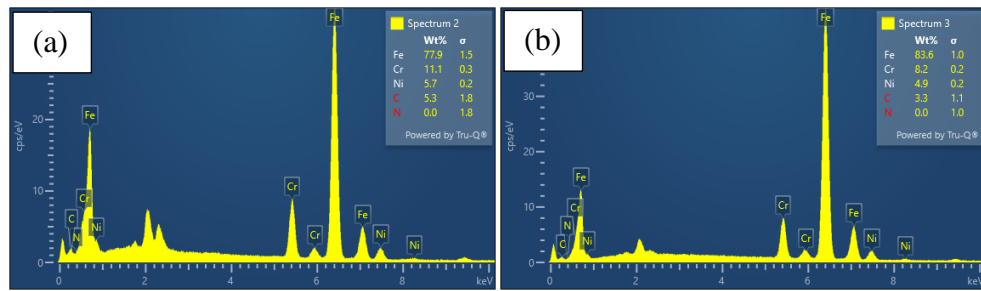 (a)
Spectrum 2
Wt% σ
Fe 77.9 1.5
Cr 11.1 0.3
Ni 5.7 0.2
C 5.3 1.8
N 0.0 1.8
Powered by Tru-Q®
cps/eV
20
10
0
Fe
Fe
C
Cr
N
Ni
Cr
Cr
Fe
Ni
Ni
0 2 4 6 8 keV
(b)
Spectrum 3
Wt% σ
Fe 83.6 1.0
Cr 8.2 0.2
Ni 4.9 0.2
C 3.3 1.1
N 0.0 1.0
Powered by Tru-Q®
cps/eV
30
20
10
0
Fe
Fe
Cr
N
C
Ni
Cr
Cr
Fe
Ni
Ni
0 2 4 6 8 keV